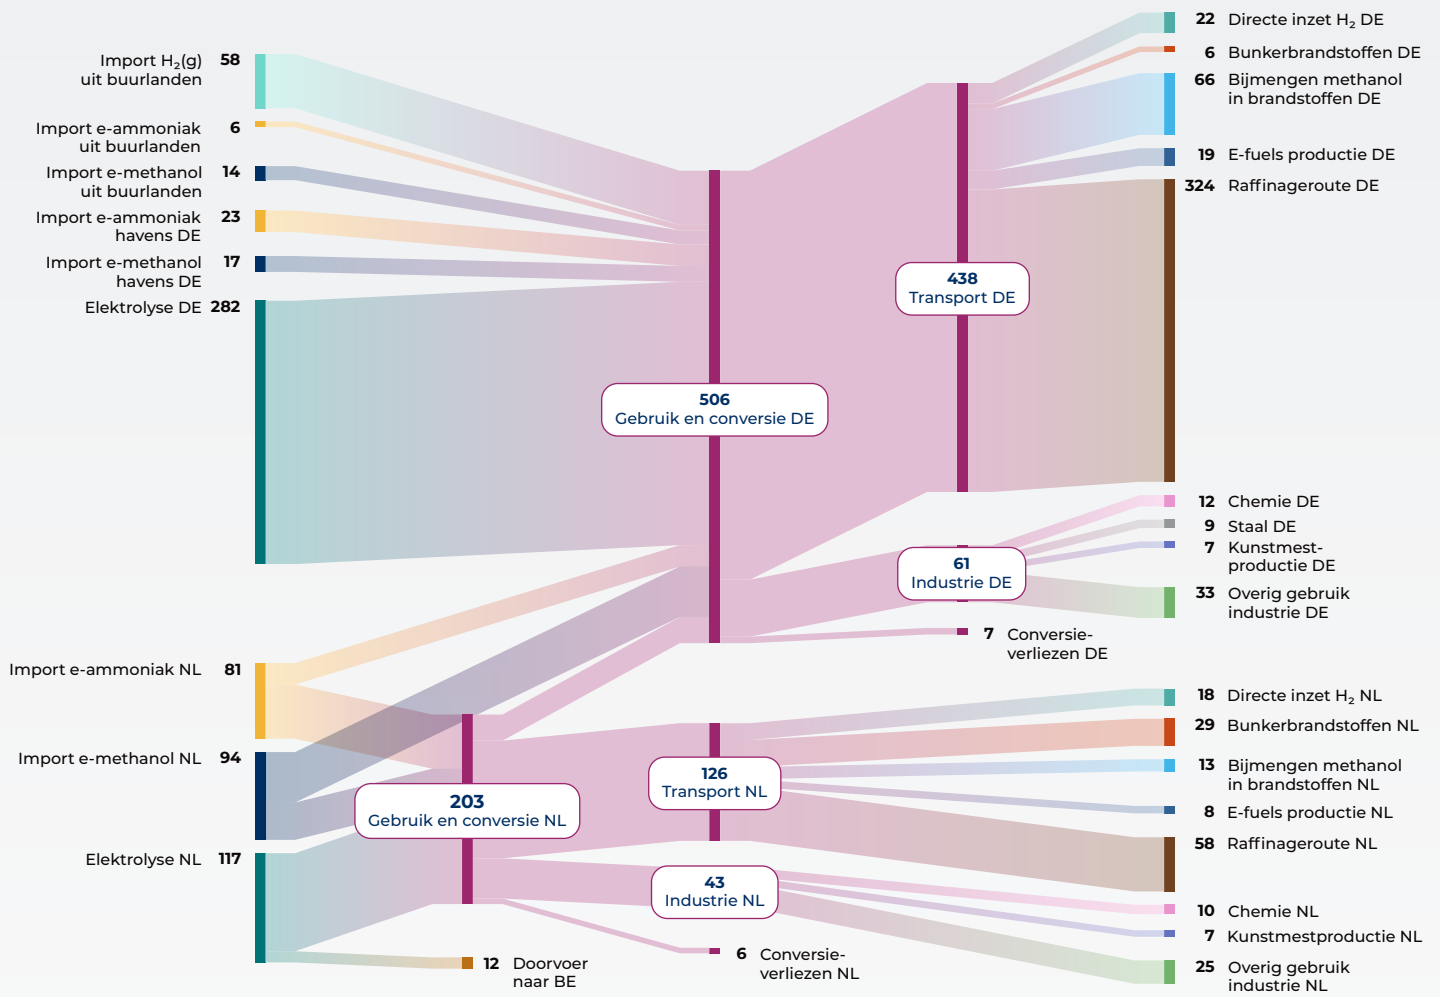 58 Import H₂(g)
uit buurlanden
6 Import e-ammoniak
uit buurlanden
14 Import e-methanol
uit buurlanden
23 Import e-ammoniak
havens DE
17 Import e-methanol
havens DE
Elektrolyse DE 282
Import e-ammoniak NL 81
Import e-methanol NL 94
Elektrolyse NL 117
506
Gebruik en conversie DE
203
Gebruik en conversie NL
438
Transport DE
61
Industrie DE
7 Conversie-
verliezen DE
126
Transport NL
43
Industrie NL
6 Conversie-
verliezen NL
12 Doorvoer
naar BE
22 Directe inzet H₂ DE
6 Bunkerbrandstoffen DE
66 Bijmengen methanol
in brandstoffen DE
19 E-fuels productie DE
324 Raffinageroute DE
12 Chemie DE
9 Staal DE
7 Kunstmest-
productie DE
33 Overig gebruik
industrie DE
18 Directe inzet H₂ NL
29 Bunkerbrandstoffen NL
13 Bijmengen methanol
in brandstoffen NL
8 E-fuels productie NL
58 Raffinageroute NL
10 Chemie NL
7 Kunstmestproductie NL
25 Overig gebruik
industrie NL